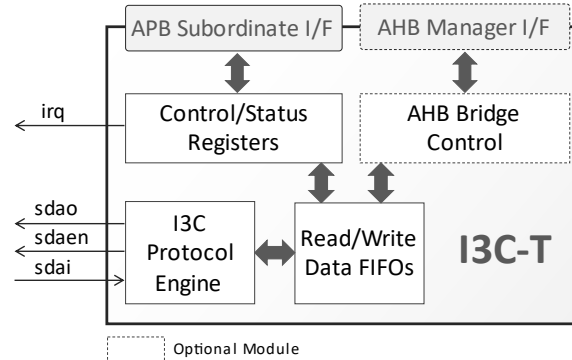 APB Subordinate I/F
AHB Manager I/F
irq
Control/Status
Registers
AHB Bridge
Control
sdao
sdaen
sdai
I3C
Protocol
Engine
Read/Write
Data FIFOs
I3C-T
Optional Module